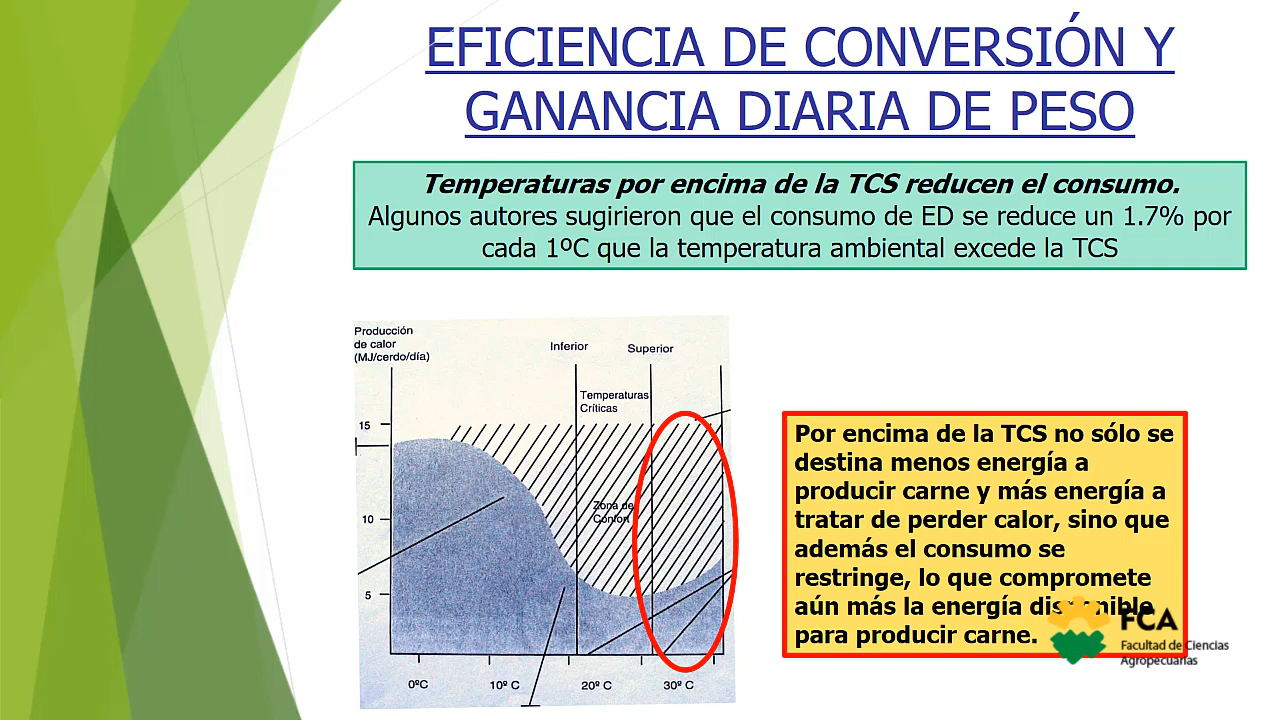 EFICIENCIA DE CONVERSIÓN Y
GANANCIA DIARIA DE PESO
Temperaturas por encima de la TCS reducen el consumo.
Algunos autores sugirieron que el consumo de ED se reduce un 1.7% por
cada 1ºC que la temperatura ambiental excede la TCS
Producción
de calor
(MJ/cerdo/día)
Inferior
Superior
Temperaturas
Críticas
15
10
5
Zona de
Confort
0ºC
10º C
20º C
30º C
Por encima de la TCS no sólo se
destina menos energía a
producir carne y más energía a
tratar de perder calor, sino que
además el consumo se
restringe, lo que compromete
aún más la energía disponible
para producir carne.
FCA
Facultad de Ciencias
Agropecuarias